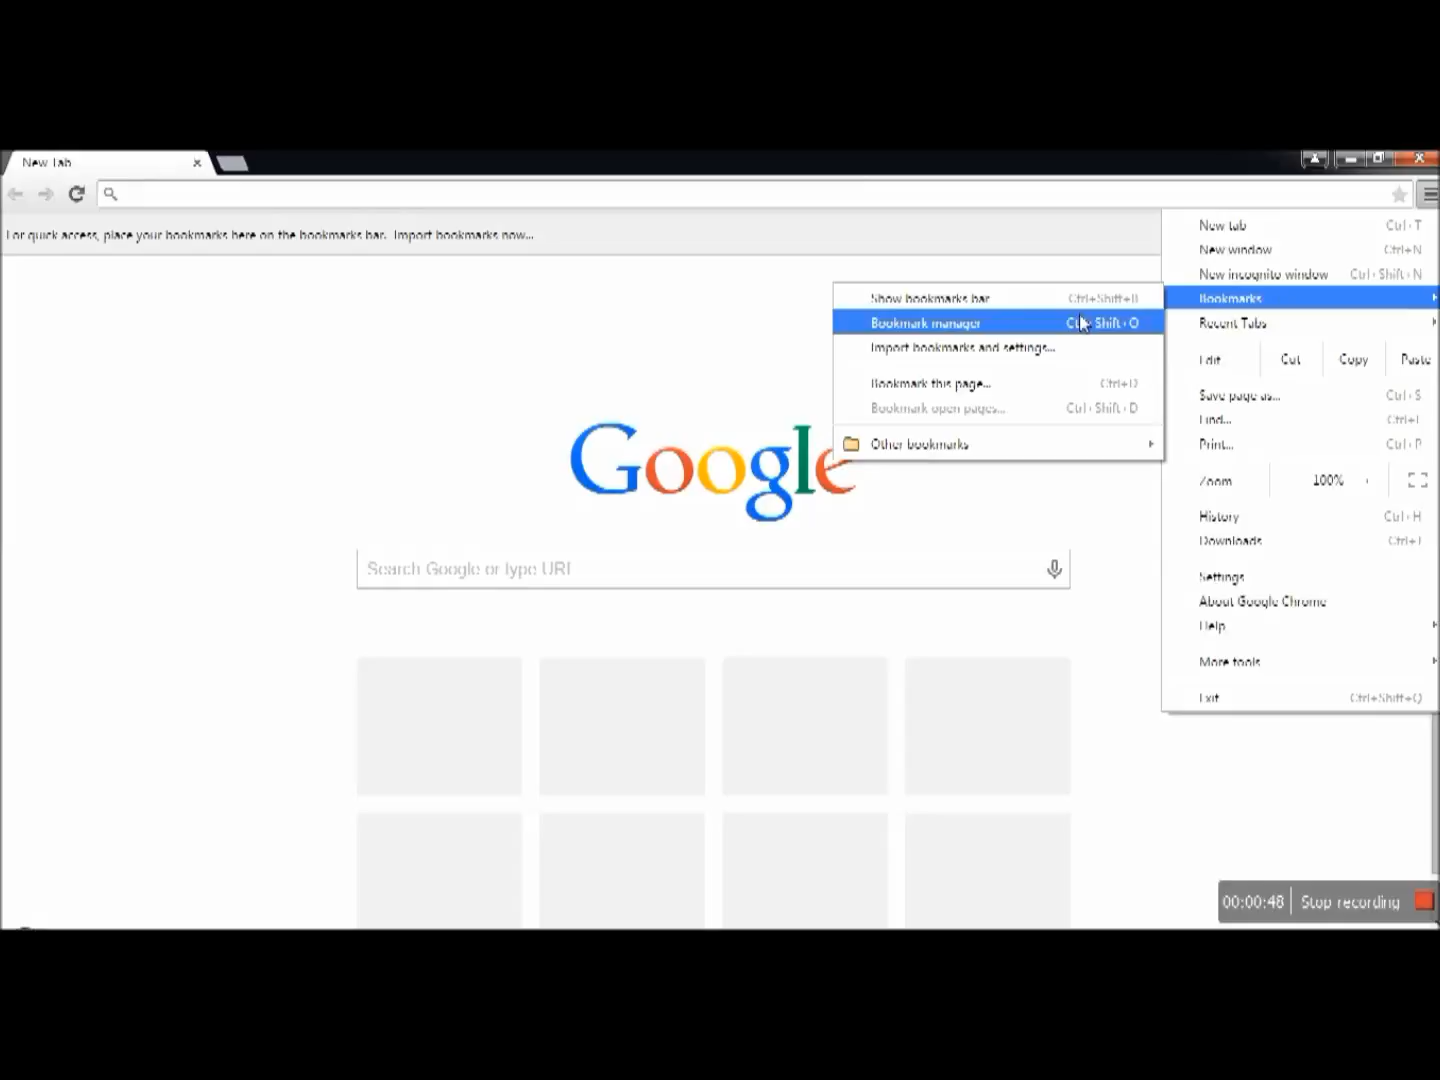 New Tab
For quick access, place your bookmarks here on the bookmarks bar. Import bookmarks now...
New tab Ctrl+T
New window Ctrl+N
New incognito window Ctrl+Shift+N
Bookmarks
Show bookmarks bar Ctrl+Shift+B
Bookmark manager Ctrl+Shift+O
Import bookmarks and settings...
Bookmark this page... Ctrl+D
Bookmark open pages... Ctrl+Shift+D
Other bookmarks
Recent Tabs
Edit Cut Copy Paste
Save page as... Ctrl+S
Find... Ctrl+F
Print... Ctrl+P
Zoom 100%
History Ctrl+H
Downloads Ctrl+J
Settings
About Google Chrome
Help
More tools
Exit Ctrl+Shift+Q
Google
Search Google or type URL
00:00:48 Stop recording